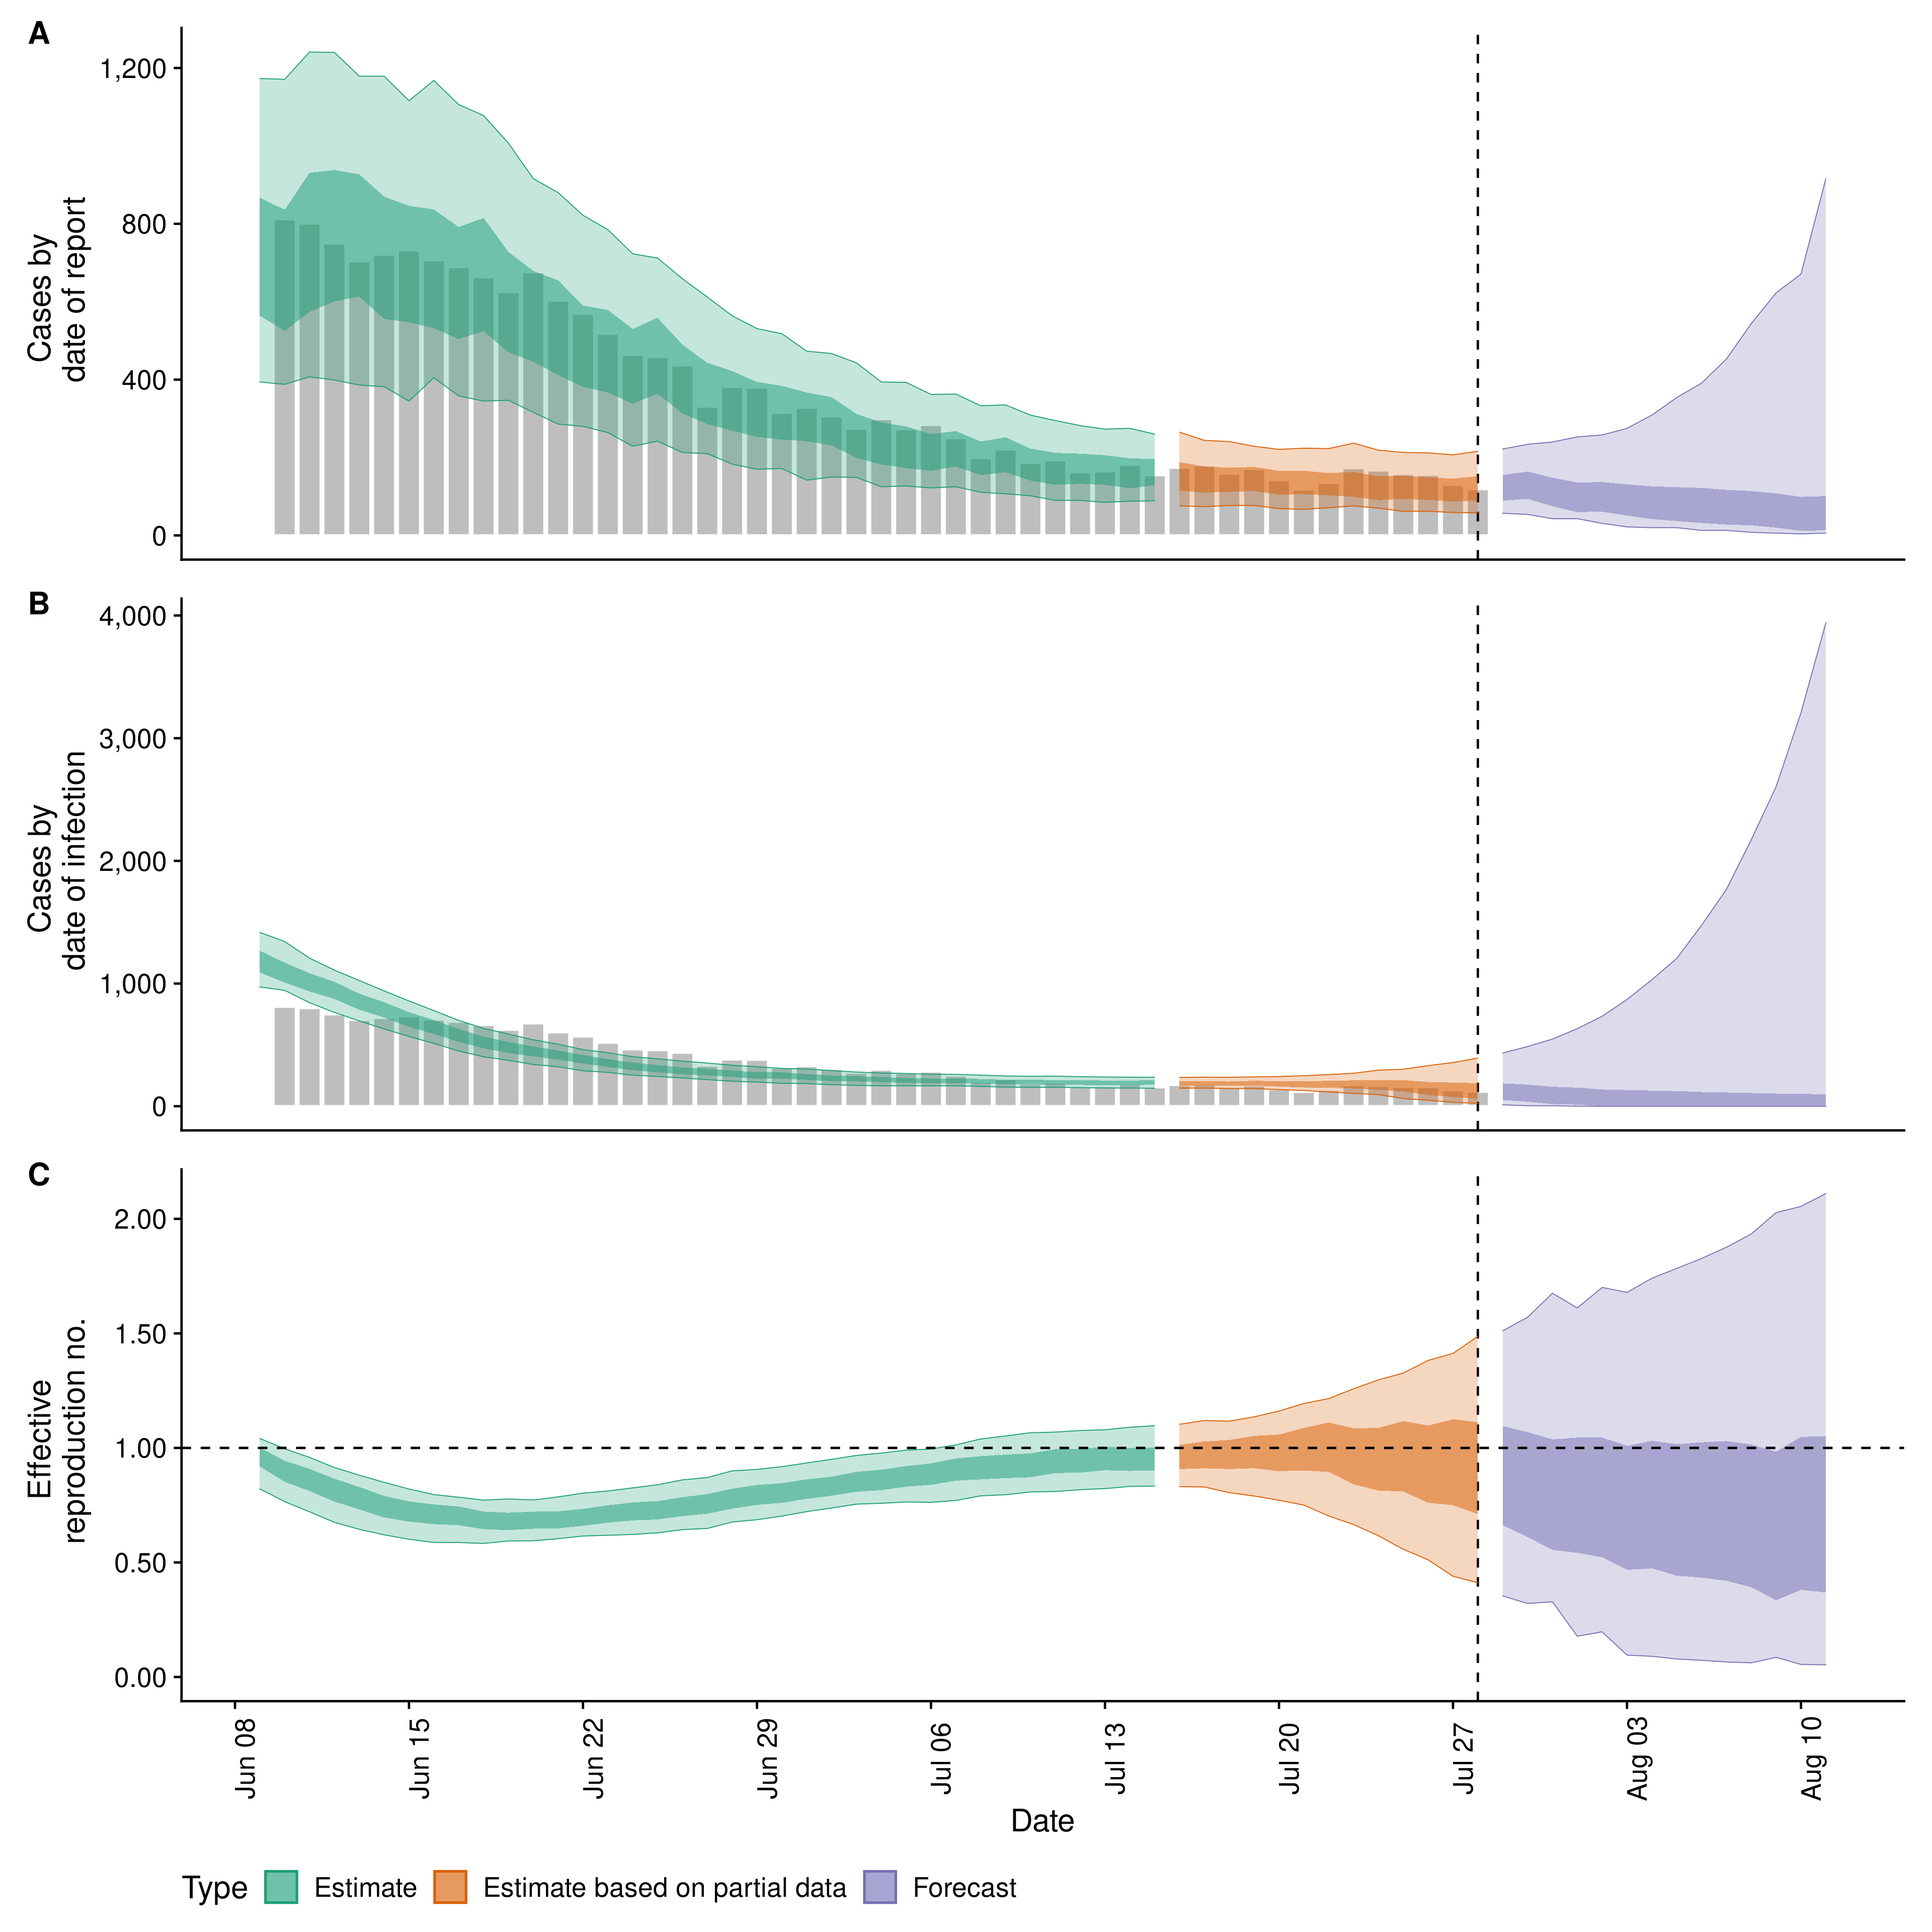 A
1,200
800
400
0
Cases by
date of report
B
4,000
3,000
2,000
1,000
0
Cases by
date of infection
C
2.00
1.50
1.00
0.50
0.00
Effective
reproduction no.
Jun 08
Jun 15
Jun 22
Jun 29
Jul 06
Jul 13
Jul 20
Jul 27
Aug 03
Aug 10
Date
Type Estimate Estimate based on partial data Forecast